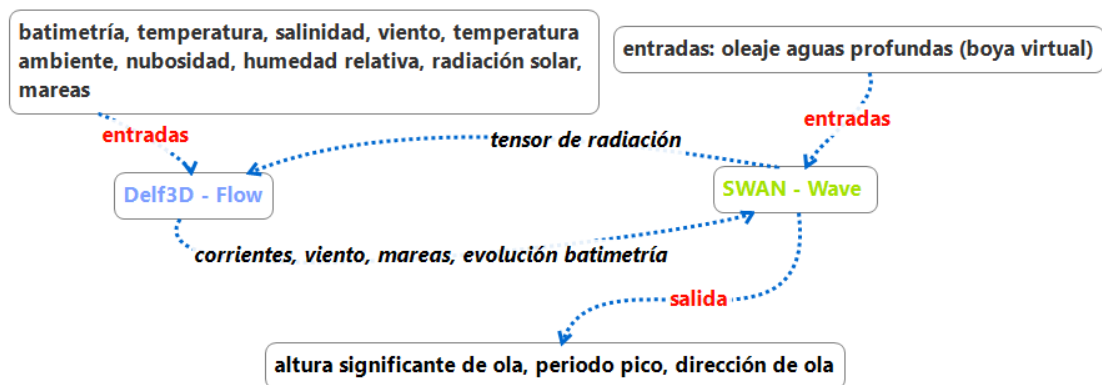 batimetría, temperatura, salinidad, viento, temperatura
ambiente, nubosidad, humedad relativa, radiación solar,
mareas
entradas: oleaje aguas profundas (boya virtual)
entradas
entradas
tensor de radiación
Delf3D - Flow
SWAN - Wave
corrientes, viento, mareas, evolución batimetría
salida
altura significante de ola, periodo pico, dirección de ola